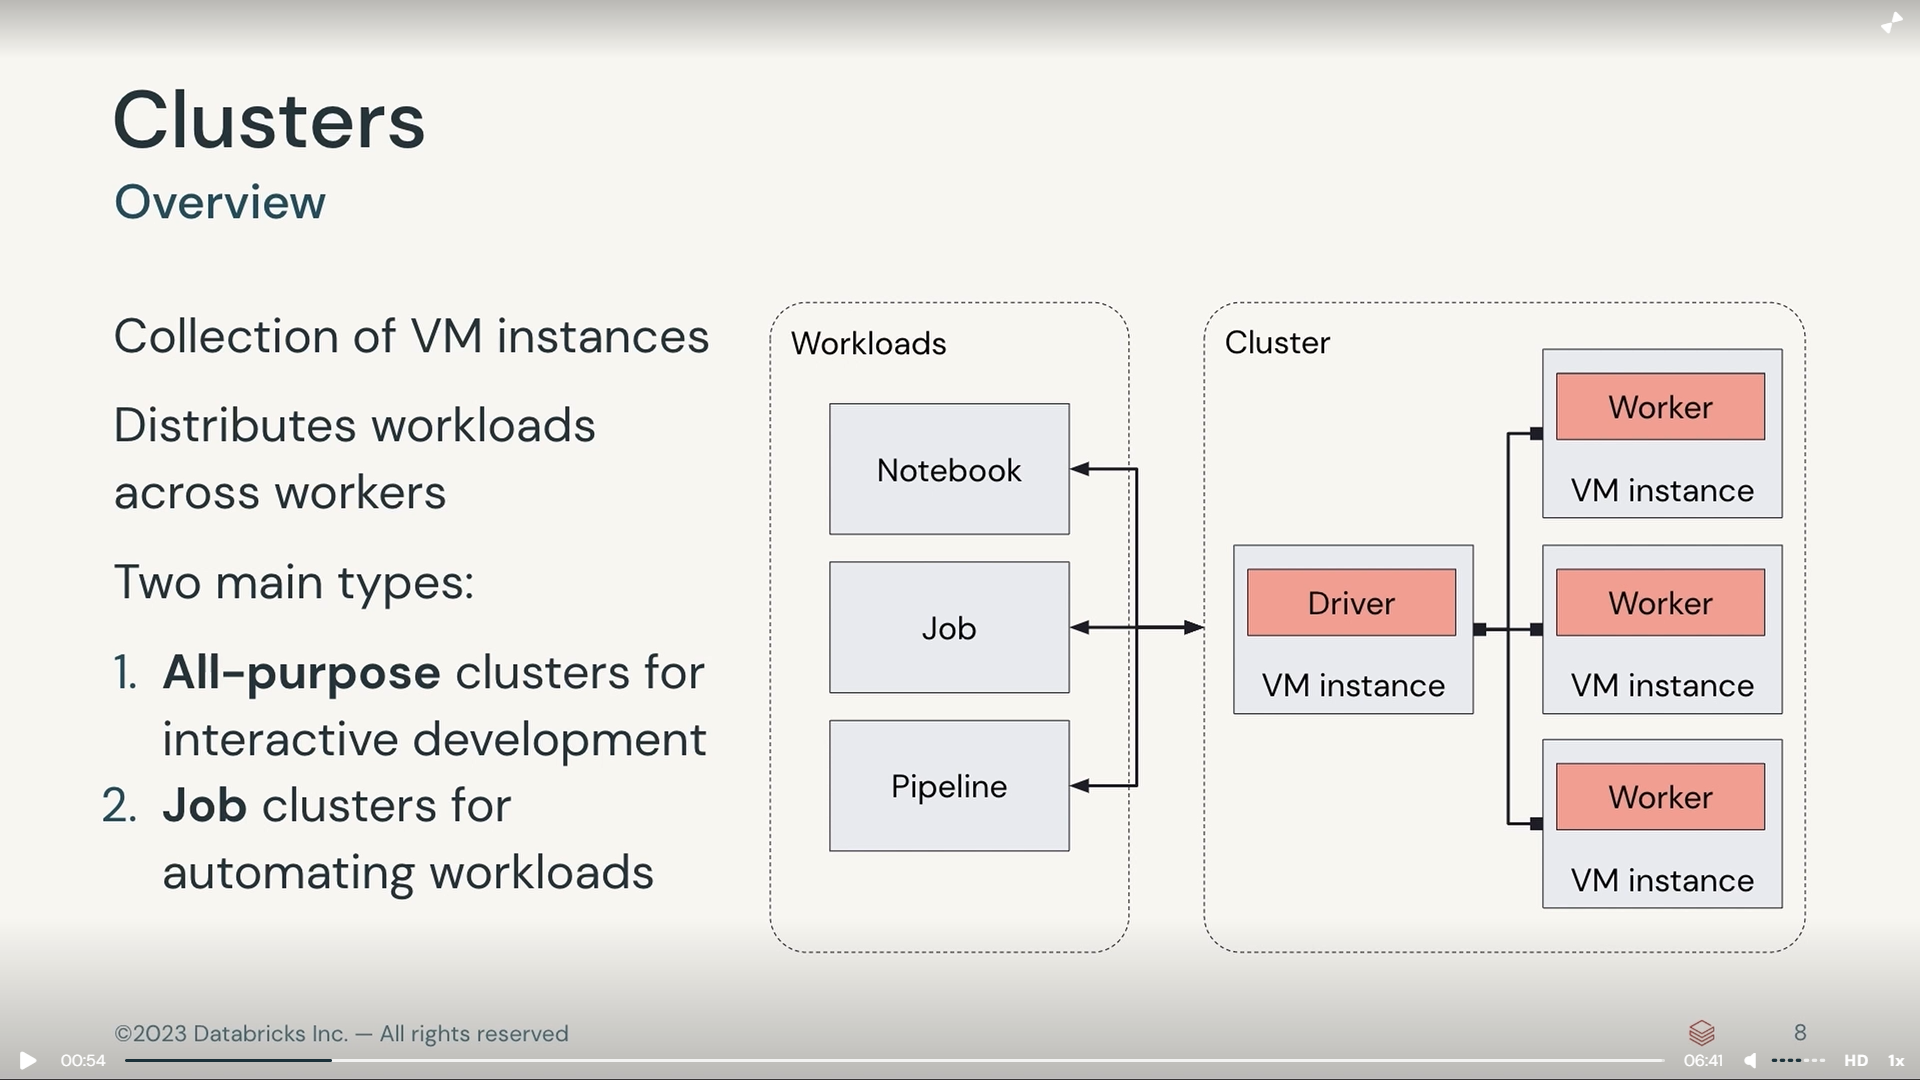 Clusters
Overview
Collection of VM instances
Distributes workloads
across workers
Two main types:
1. All-purpose clusters for
interactive development
2. Job clusters for
automating workloads
Workloads
Notebook
Job
Pipeline
Cluster
Driver
VM instance
Worker
VM instance
Worker
VM instance
Worker
VM instance
©2023 Databricks Inc. — All rights reserved
8
00:54
06:41
HD
1x